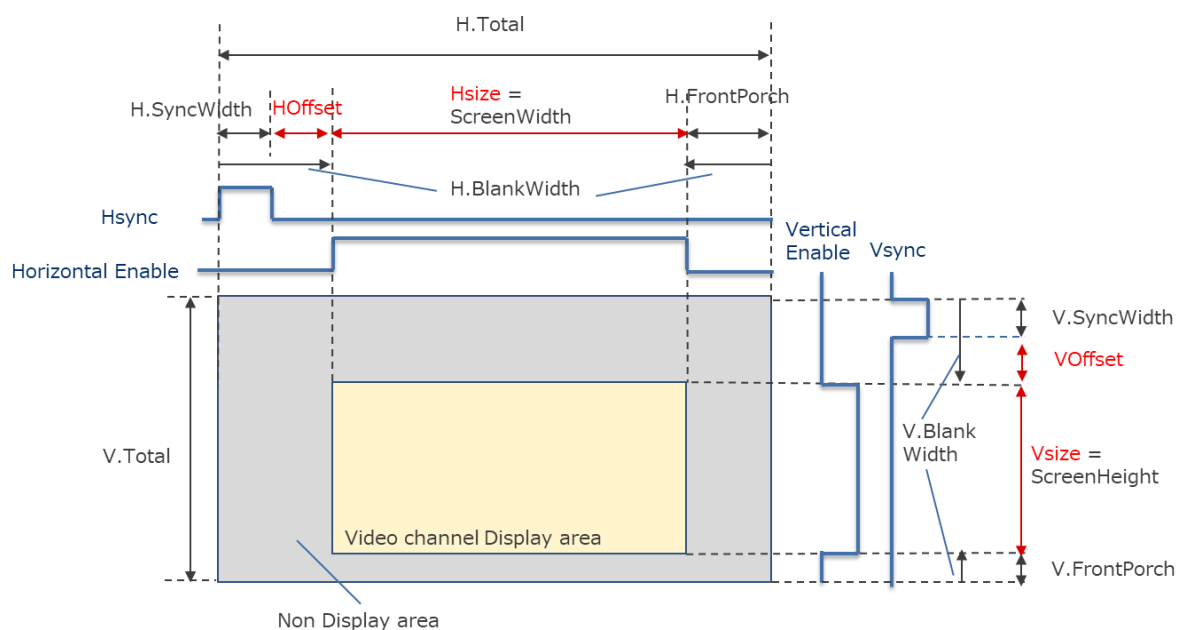 H.Total
H.SyncWidth
HOffset
Hsize =
ScreenWidth
H.FrontPorch
H.BlankWidth
Hsync
Horizontal Enable
Vertical
Enable
Vsync
V.SyncWidth
VOffset
V.Total
V.Blank
Width
Vsize =
ScreenHeight
Video channel Display area
V.FrontPorch
Non Display area